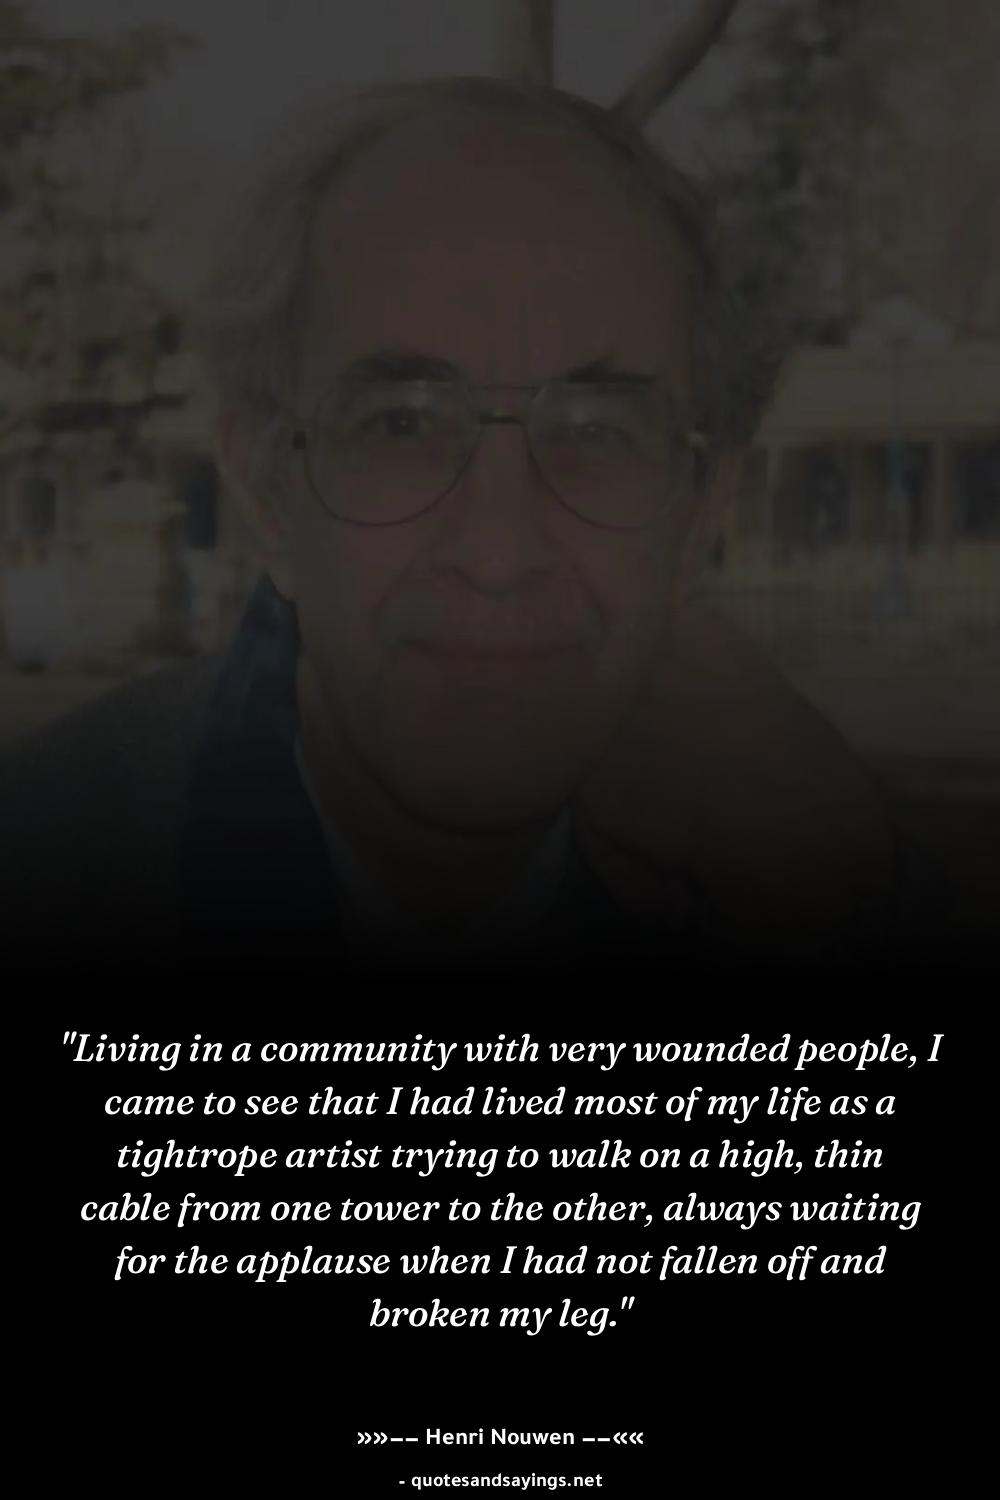 "Living in a community with very wounded people, I
came to see that I had lived most of my life as a
tightrope artist trying to walk on a high, thin
cable from one tower to the other, always waiting
for the applause when I had not fallen off and
broken my leg."
»»−− Henri Nouwen −−««
- quotesandsayings.net